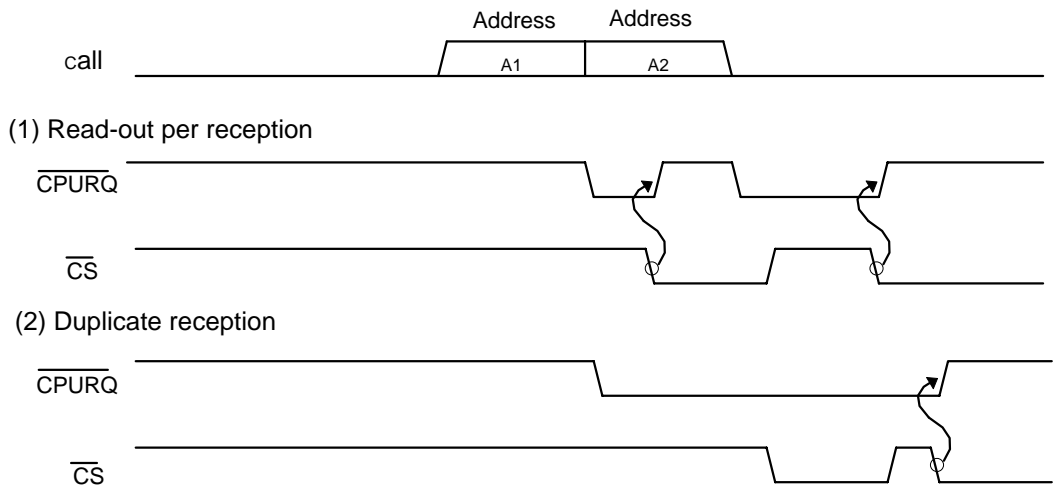 Address Address
call
A1 A2
(1) Read-out per reception
CPURQ
CS
(2) Duplicate reception
CPURQ
CS